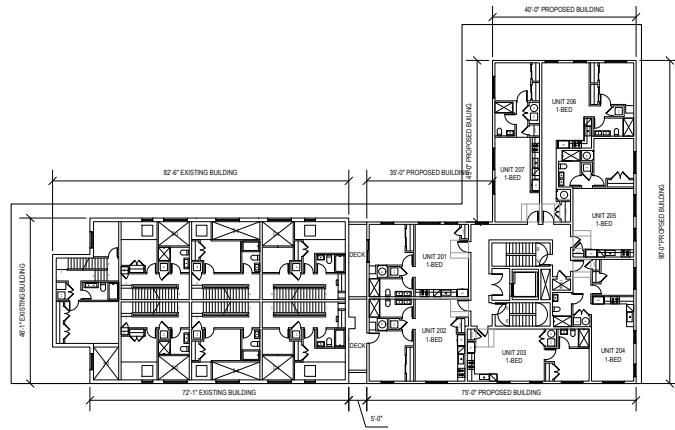 40'-0" PROPOSED BUILDING
UNIT 206
1-BED
45'-0" PROPOSED BUILING
UNIT 207
1-BED
82'-6" EXISTING BUILDING
35'-0" PROPOSED BUILDING
UNIT 205
1-BED
90'-0" PROPOSED BUILDING
46'-1" EXISTING BUILDING
DECK
UNIT 201
1-BED
UNIT 202
1-BED
DECK
UNIT 203
1-BED
UNIT 204
1-BED
72'-1" EXISTING BUILDING
75'-0" PROPOSED BUILDING
5'-0"